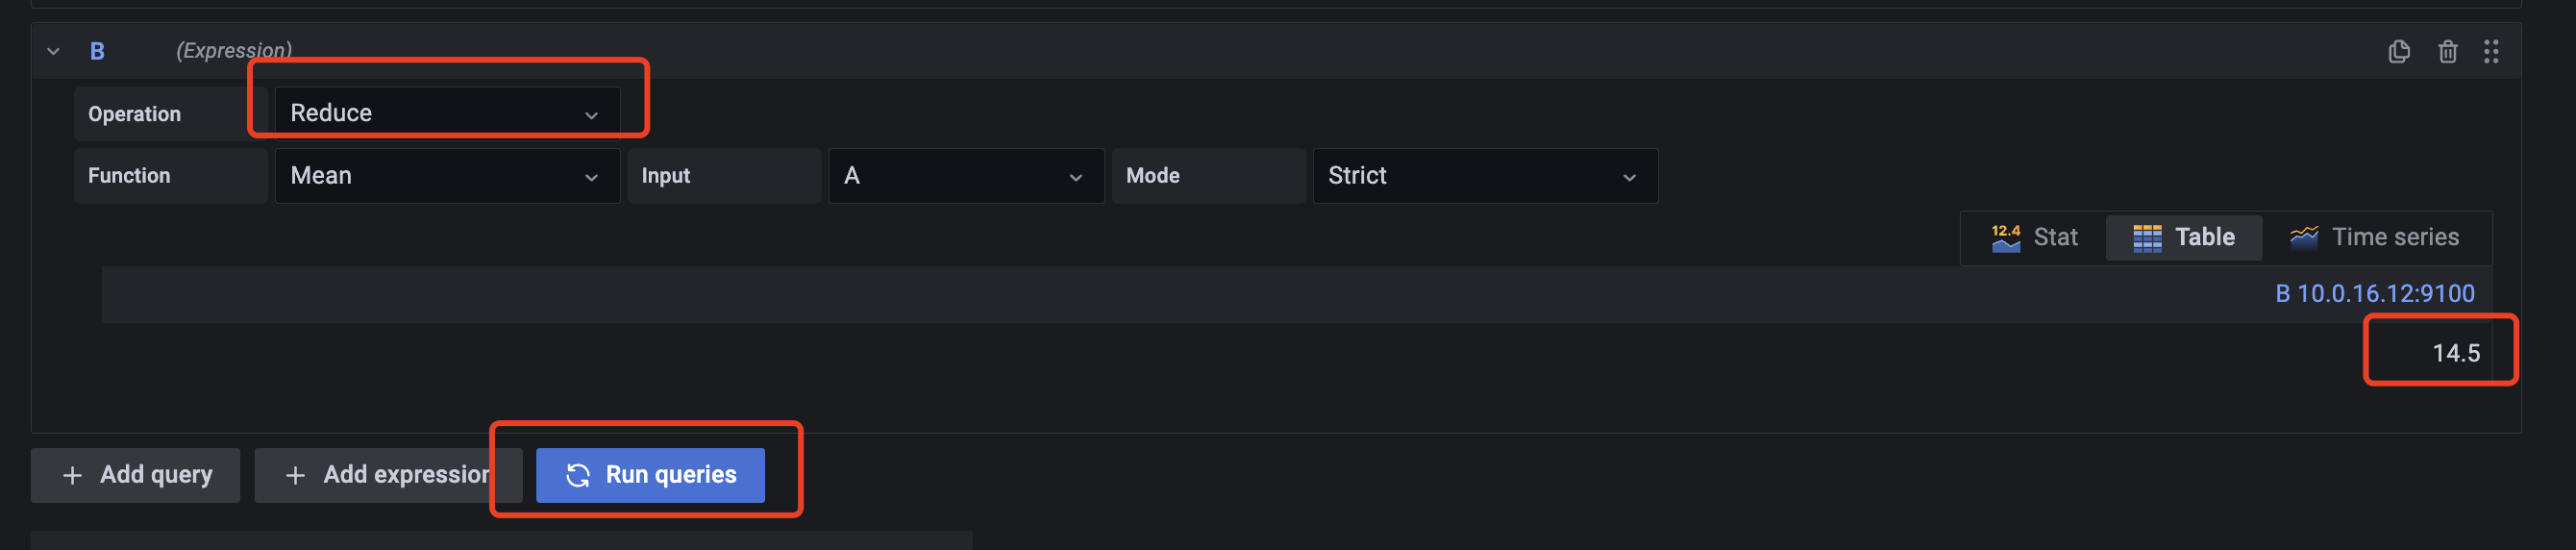 B (Expression)
Operation Reduce
Function Mean Input A Mode Strict
12.4 Stat Table Time series
B 10.0.16.12:9100
14.5
+ Add query + Add expression Run queries